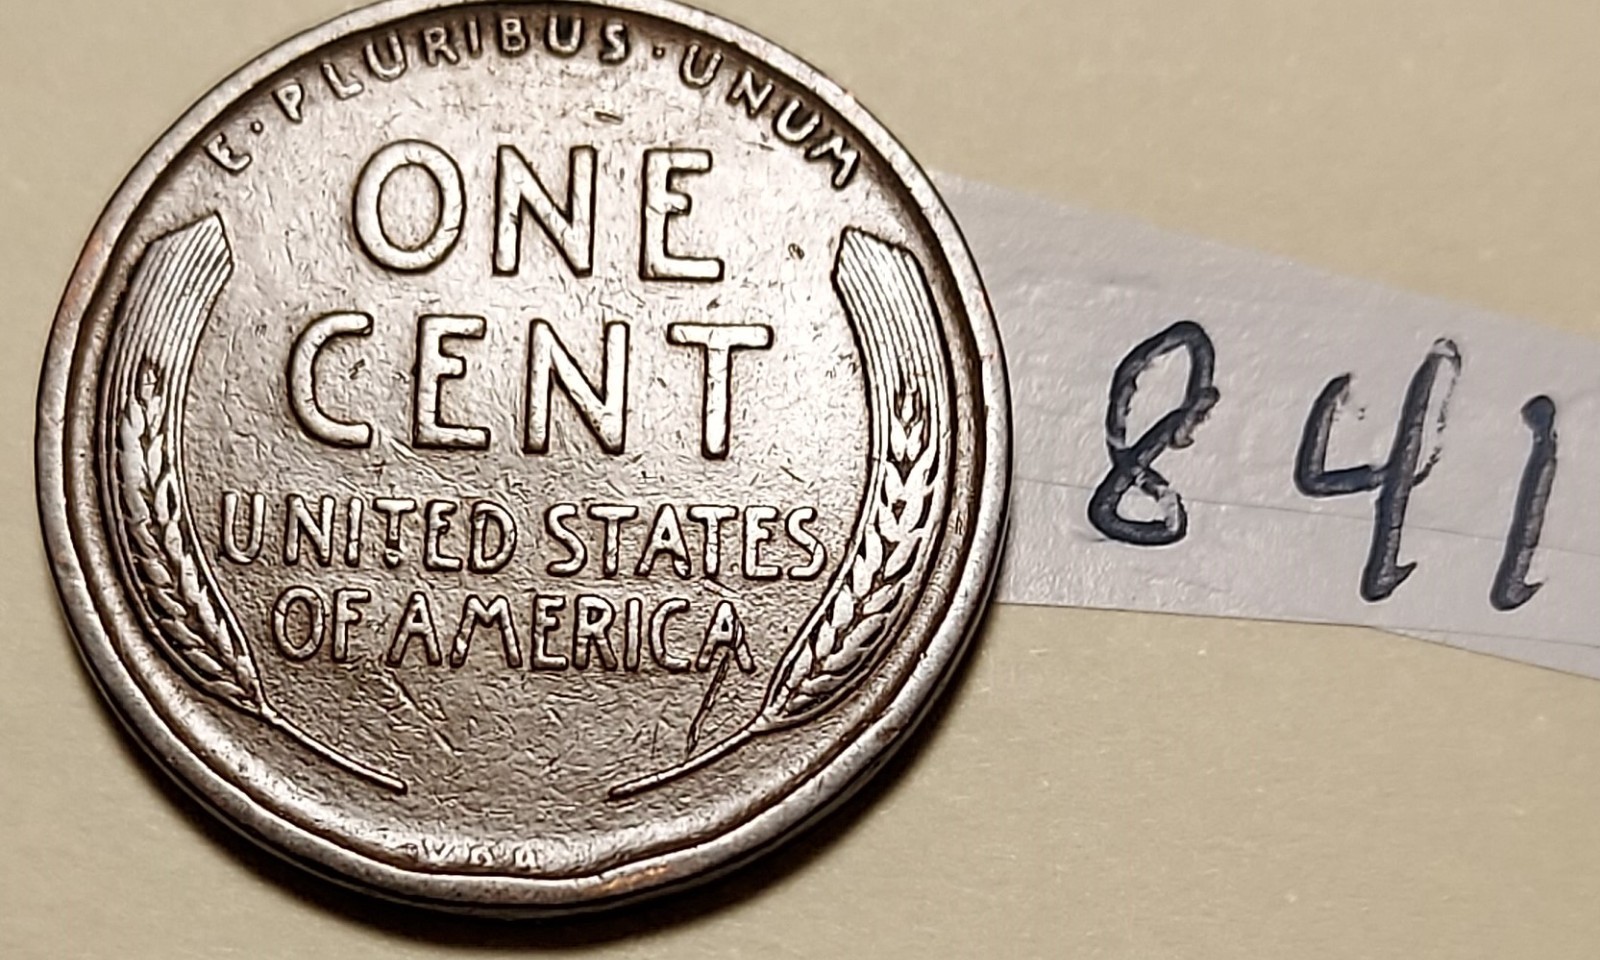 E·PLURIBUS·UNUM
ONE
CENT
UNITED STATES
OF AMERICA
V D B
841